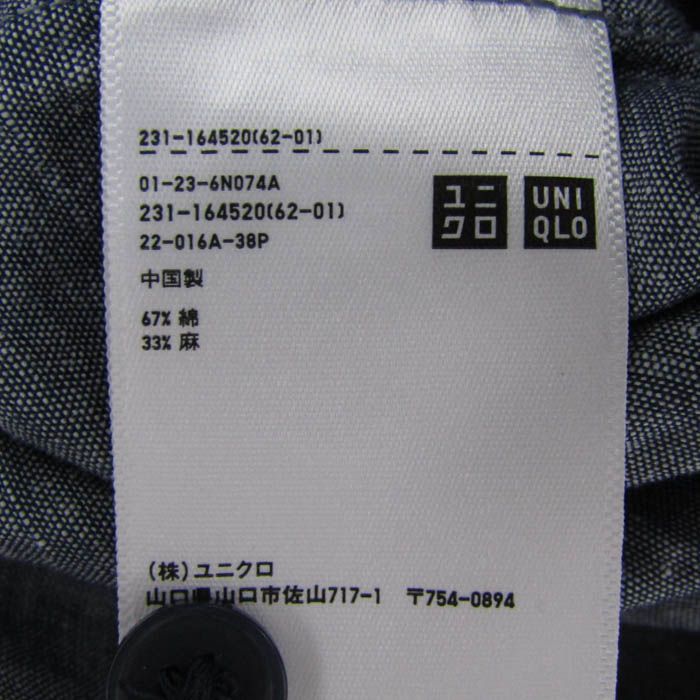 231-164520(62-01)
01-23-6N074A
231-164520(62-01)
22-016A-38P
ユニ
クロ
UNI
QLO
中国製
67% 綿
33% 麻
(株)ユニクロ
山口県山口市佐山717-1 〒754-0894